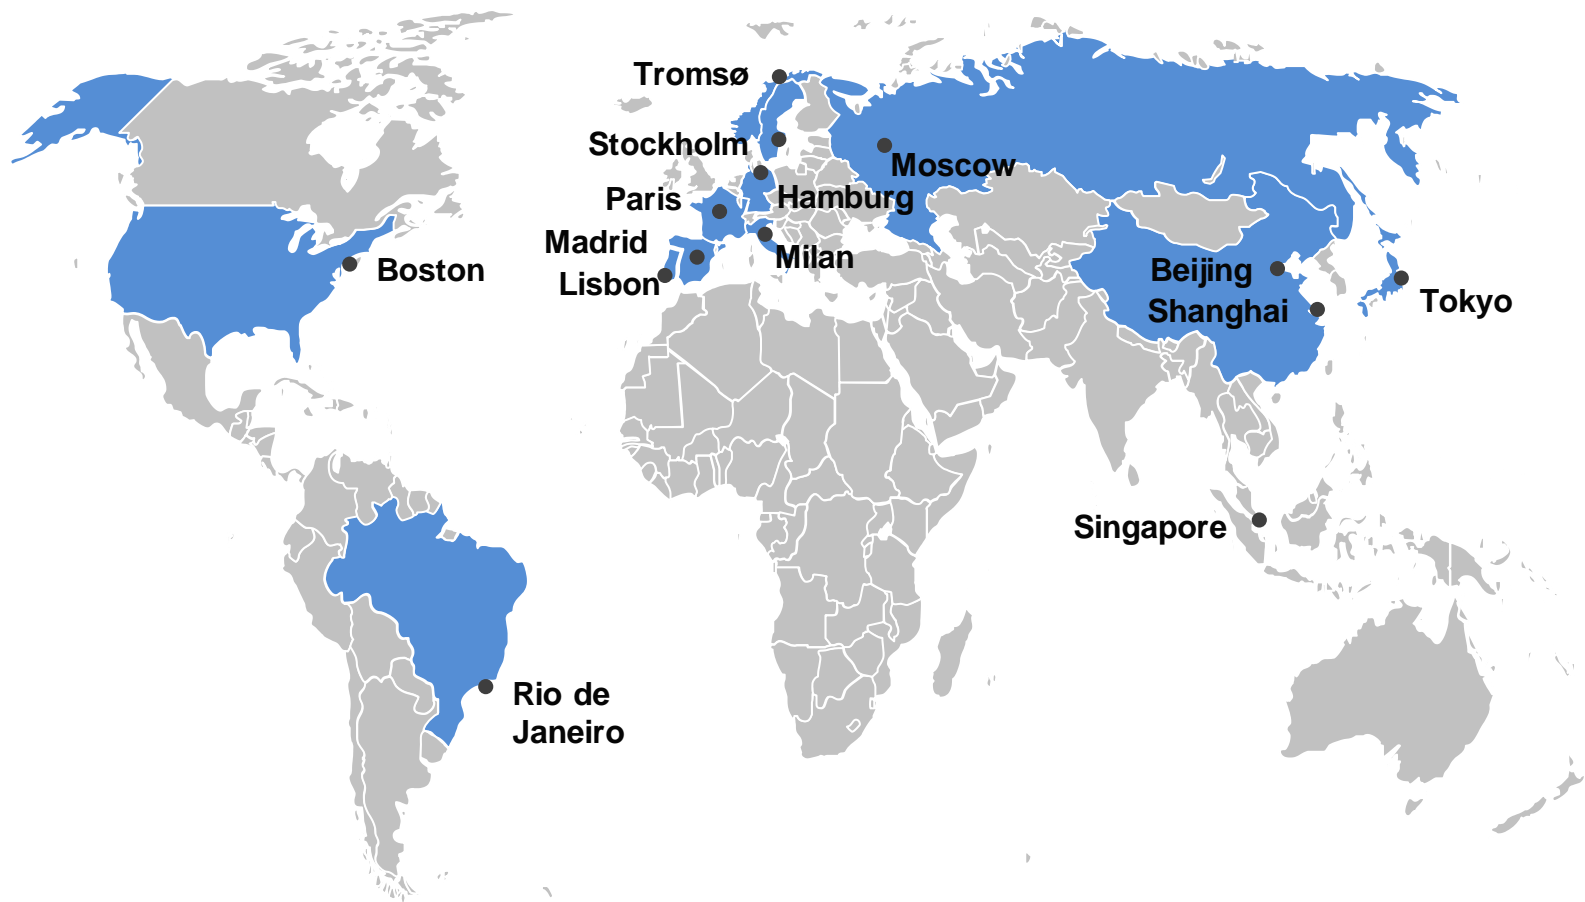 Tromsø
Stockholm
Moscow
Paris
Hamburg
Madrid
Milan
Lisbon
Boston
Beijing
Shanghai
Tokyo
Singapore
Rio de
Janeiro